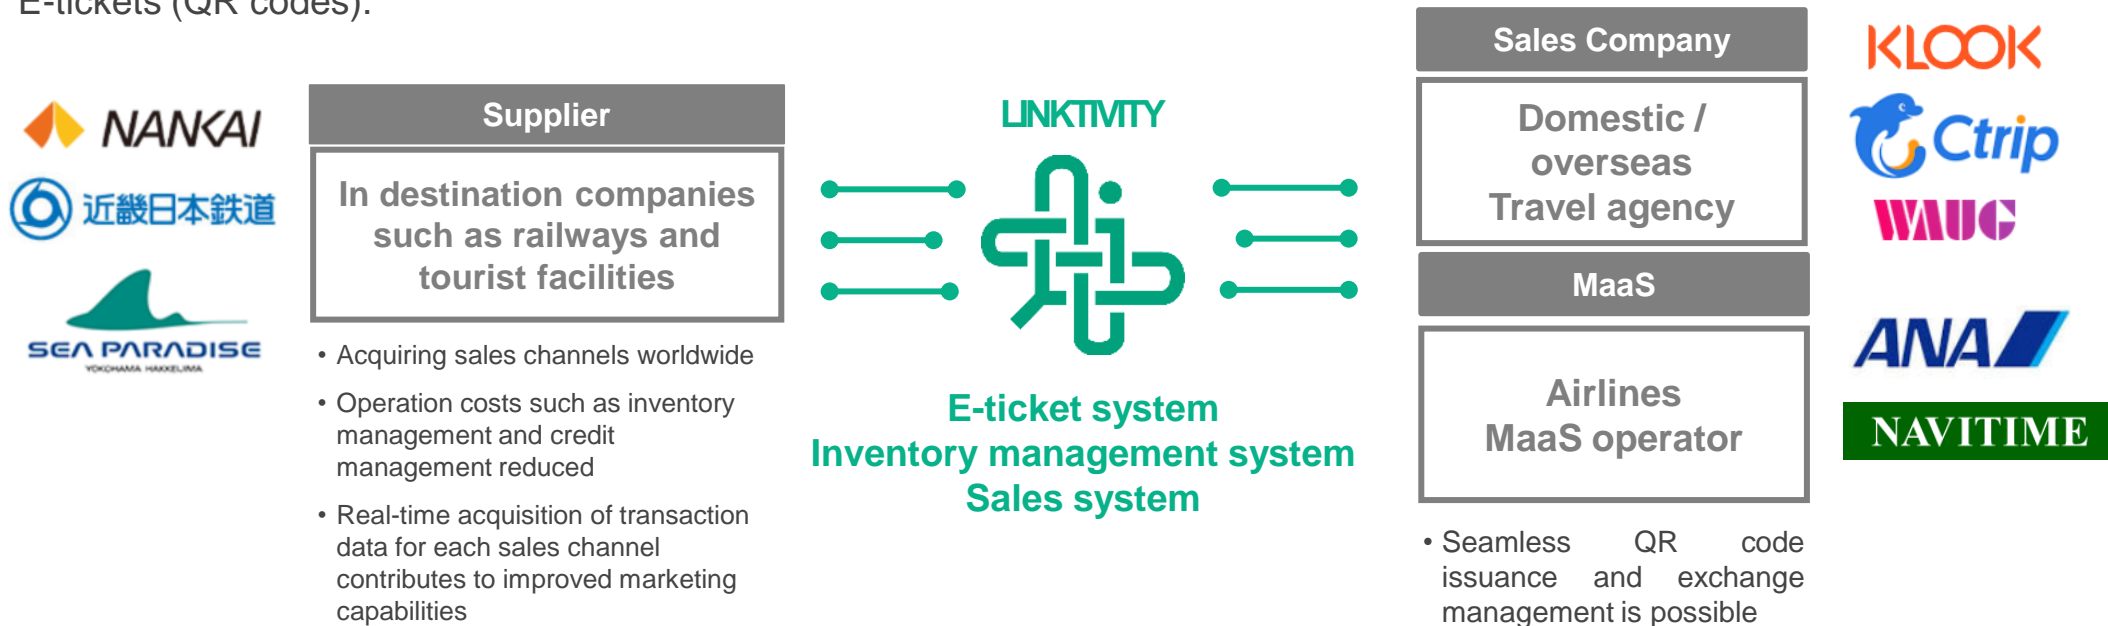 E-tickets (QR codes).
NANKAI
近畿日本鉄道
SEA PARADISE
YOKOHAMA HAKKEIJIMA
Supplier
In destination companies
such as railways and
tourist facilities
• Acquiring sales channels worldwide
• Operation costs such as inventory
management and credit
management reduced
• Real-time acquisition of transaction
data for each sales channel
contributes to improved marketing
capabilities
LINKTIVITY
E-ticket system
Inventory management system
Sales system
Sales Company
Domestic /
overseas
Travel agency
MaaS
Airlines
MaaS operator
• Seamless QR code
issuance and exchange
management is possible
KLOOK
Ctrip
WAUG
ANA
NAVITIME